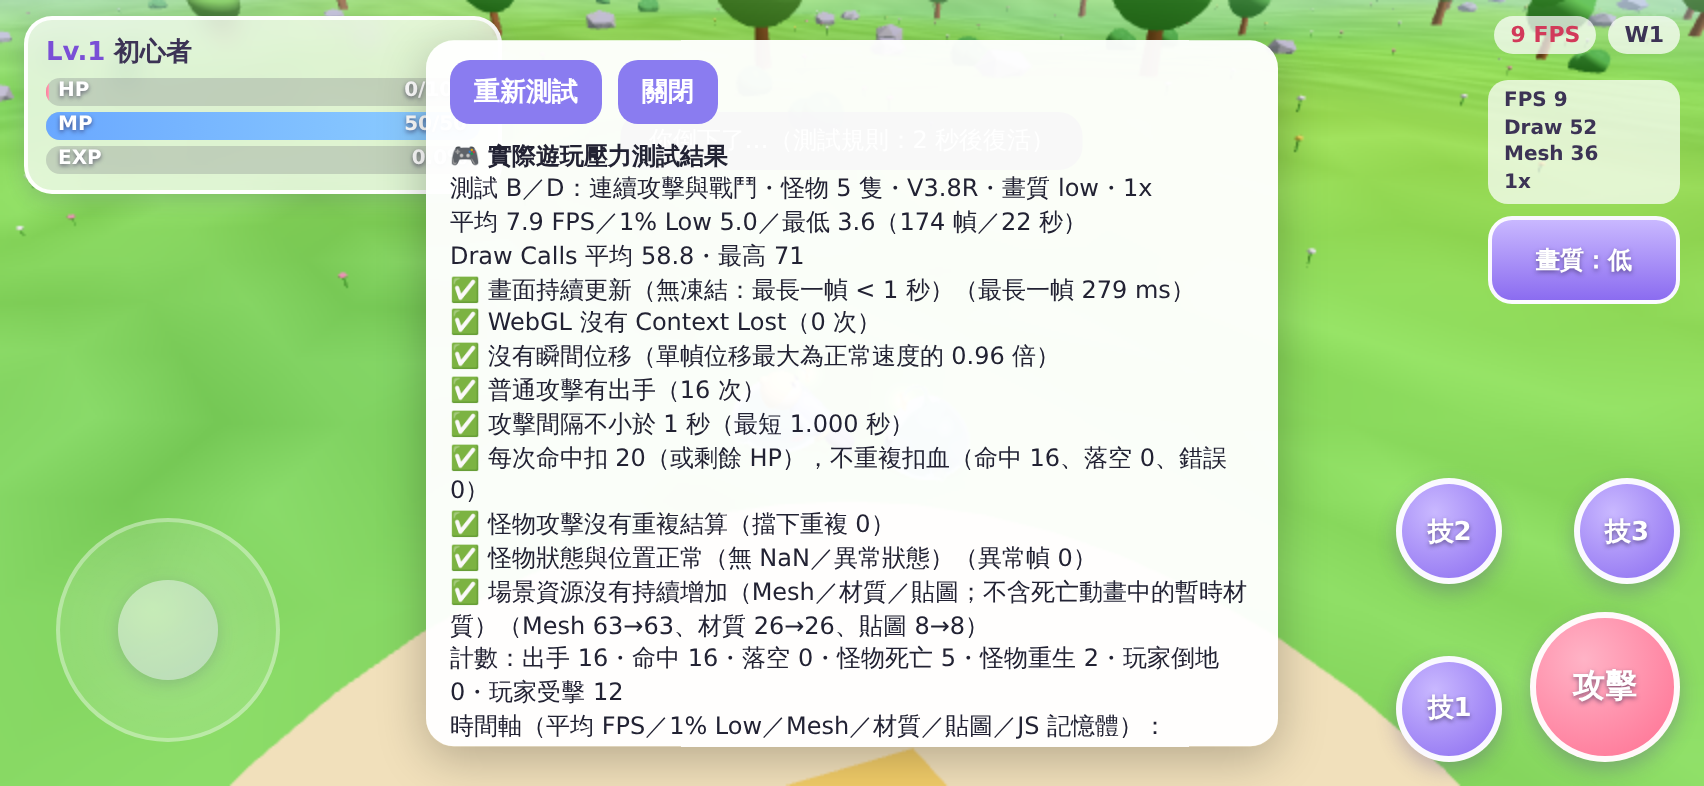 Lv.1 初心者
HP 0/
MP 50/
EXP 0
重新測試
關閉
你倒下了…（測試規則：2 秒後復活）
🎮 實際遊玩壓力測試結果
測試 B／D：連續攻擊與戰鬥・怪物 5 隻・V3.8R・畫質 low・1x
平均 7.9 FPS／1% Low 5.0／最低 3.6（174 幀／22 秒）
Draw Calls 平均 58.8・最高 71
✅ 畫面持續更新（無凍結：最長一幀 < 1 秒）（最長一幀 279 ms）
✅ WebGL 沒有 Context Lost（0 次）
✅ 沒有瞬間位移（單幀位移最大為正常速度的 0.96 倍）
✅ 普通攻擊有出手（16 次）
✅ 攻擊間隔不小於 1 秒（最短 1.000 秒）
✅ 每次命中扣 20（或剩餘 HP），不重複扣血（命中 16、落空 0、錯誤
0）
✅ 怪物攻擊沒有重複結算（擋下重複 0）
✅ 怪物狀態與位置正常（無 NaN／異常狀態）（異常幀 0）
✅ 場景資源沒有持續增加（Mesh／材質／貼圖；不含死亡動畫中的暫時材
質）（Mesh 63→63、材質 26→26、貼圖 8→8）
計數：出手 16・命中 16・落空 0・怪物死亡 5・怪物重生 2・玩家倒地
0・玩家受擊 12
時間軸（平均 FPS／1% Low／Mesh／材質／貼圖／JS 記憶體）：
9 FPS
W1
FPS 9
Draw 52
Mesh 36
1x
畫質：低
技2
技3
技1
攻擊